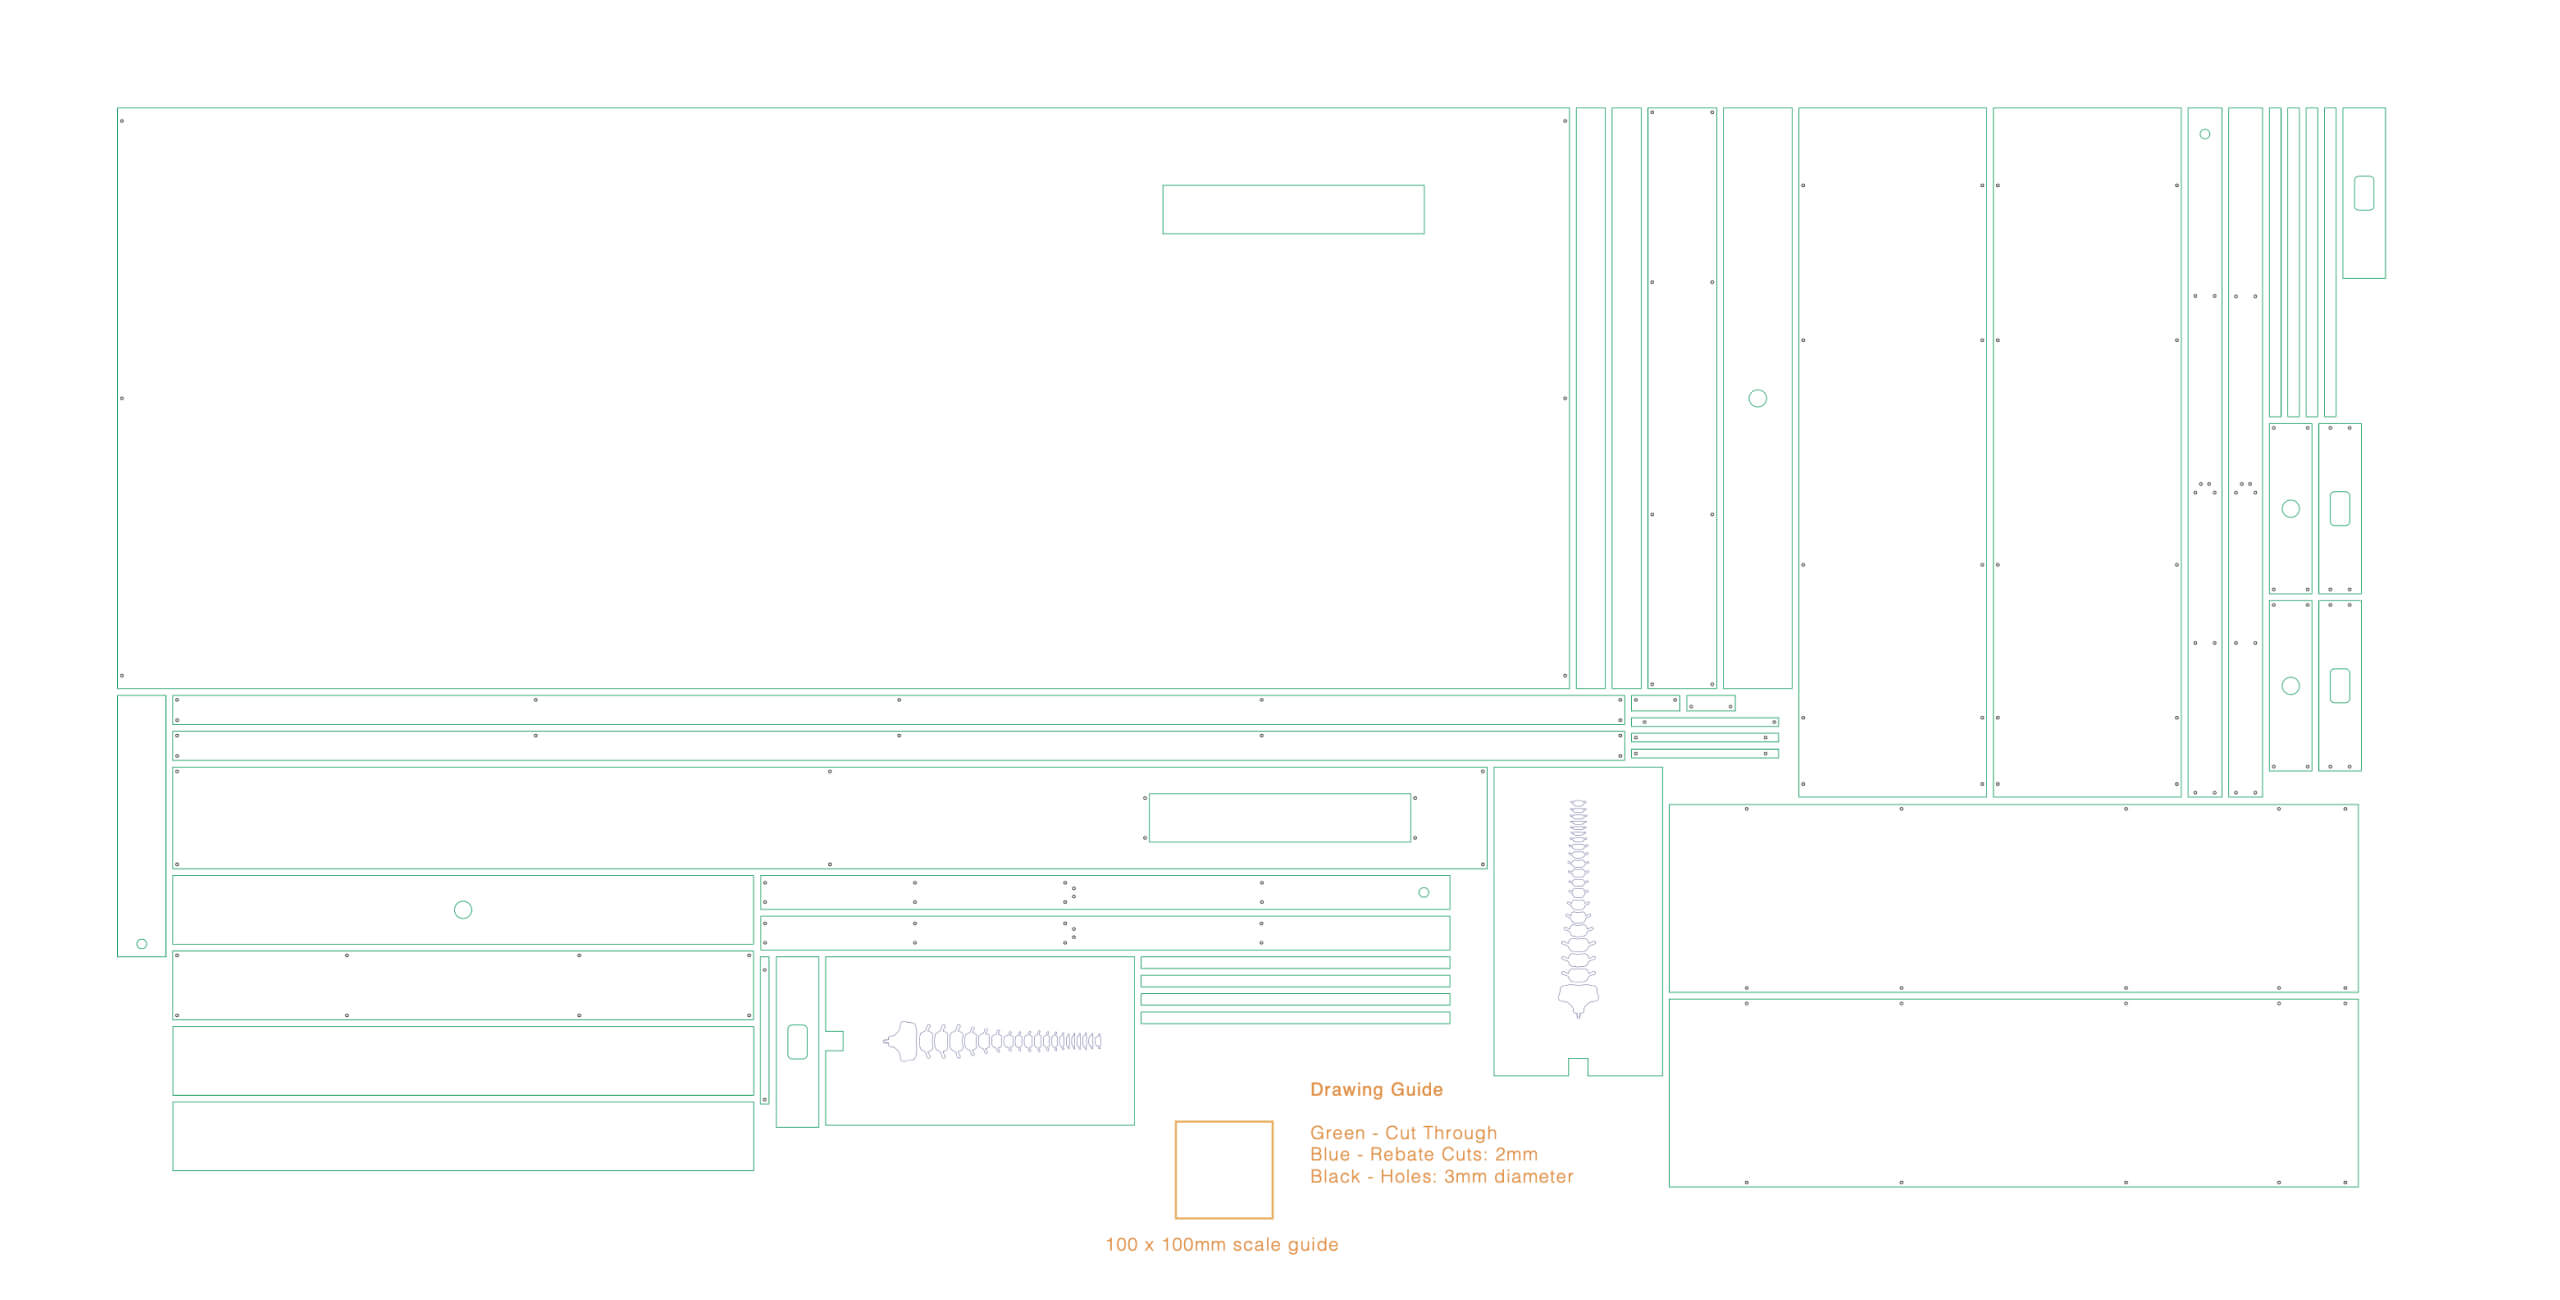 Drawing Guide
Green - Cut Through
Blue - Rebate Cuts: 2mm
Black - Holes: 3mm diameter
100 x 100mm scale guide